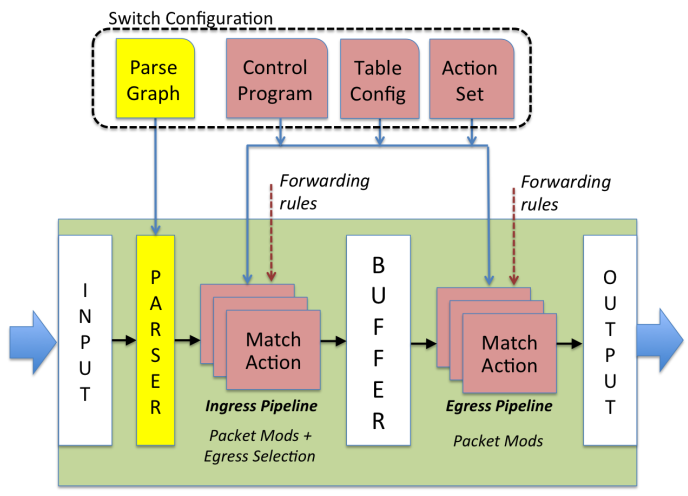 Switch Configuration
Parse
Graph
Control
Program
Table
Config
Action
Set
Forwarding
rules
Forwarding
rules
INPUT
PARSER
Match
Action
Ingress Pipeline
Packet Mods +
Egress Selection
BUFFER
Match
Action
Egress Pipeline
Packet Mods
OUTPUT